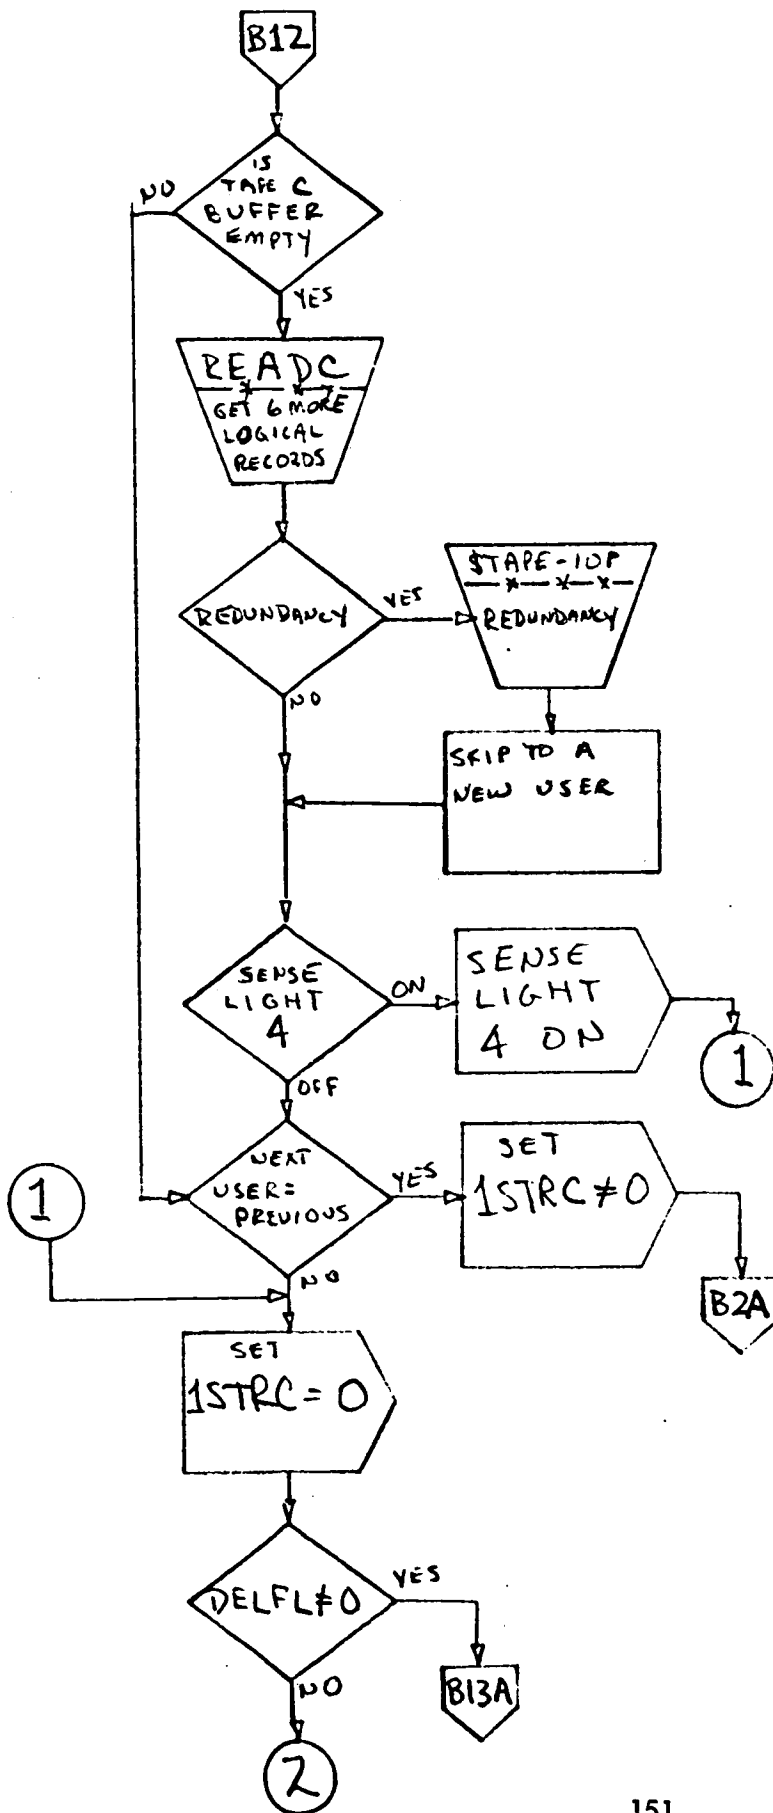 B12
IS
TAPE C
BUFFER
EMPTY
NO
YES
READC
GET 6 MORE
LOGICAL
RECORDS
REDUNDANCY
YES
NO
$TAPE-IOP
REDUNDANCY
SKIP TO A
NEW USER
SENSE
LIGHT
4
ON
OFF
SENSE
LIGHT
4 ON
1
NEXT
USER=
PREVIOUS
YES
NO
SET
1STRC≠0
B2A
1
SET
1STRC=0
DELFL≠0
YES
NO
B13A
2
151